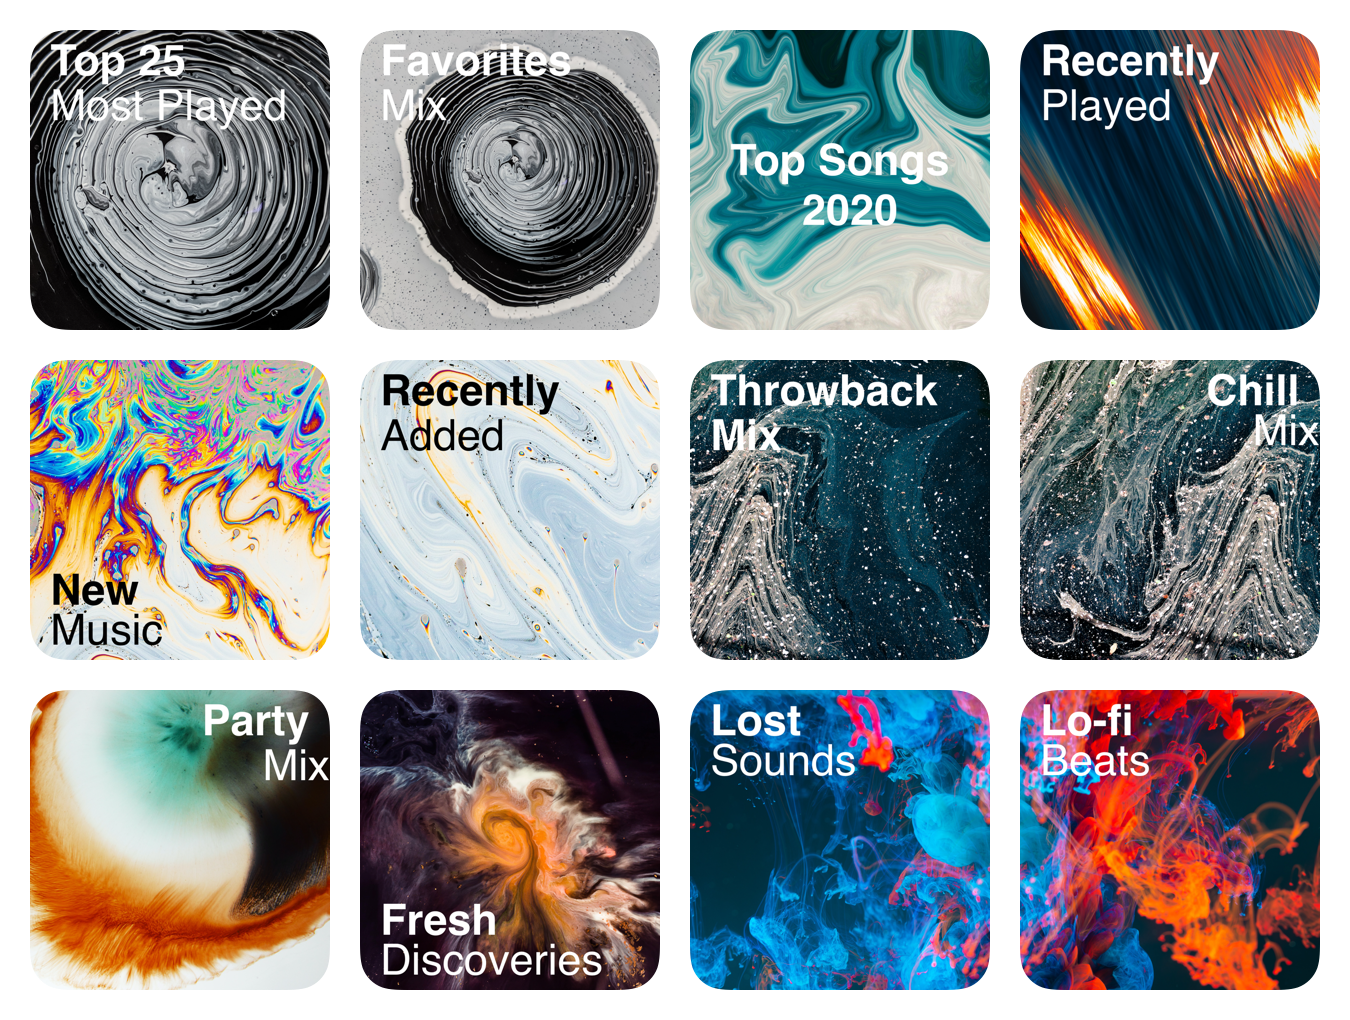 Top 25
Most Played
Favorites
Mix
Top Songs
2020
Recently
Played
New
Music
Recently
Added
Throwback
Mix
Chill
Mix
Party
Mix
Fresh
Discoveries
Lost
Sounds
Lo-fi
Beats